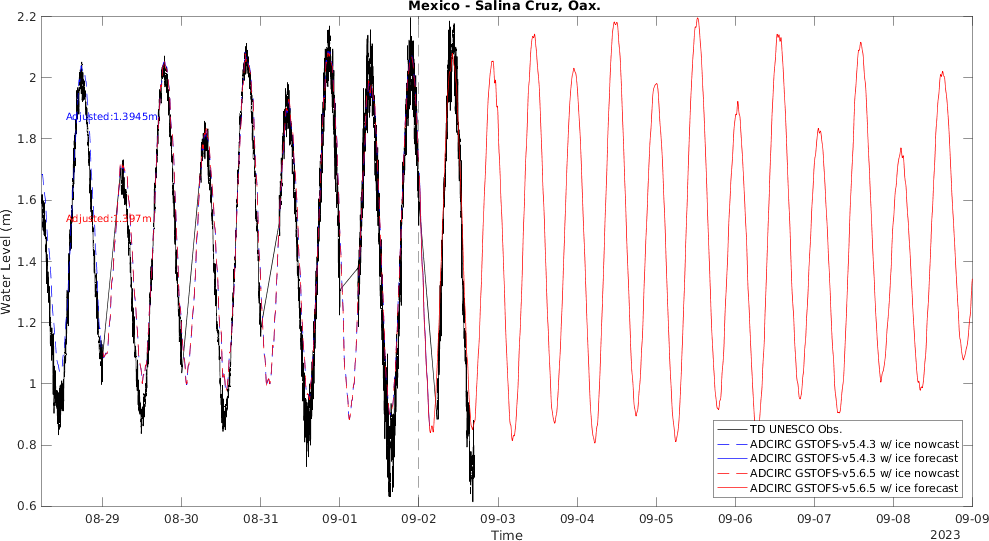 Mexico - Salina Cruz, Oax.
2.2
2
1.8
1.6
1.4
1.2
1
0.8
0.6
Water Level (m)
Adjusted:1.3945m
Adjusted:1.397m
TD UNESCO Obs.
ADCIRC GSTOFS-v5.4.3 w/ ice nowcast
ADCIRC GSTOFS-v5.4.3 w/ ice forecast
ADCIRC GSTOFS-v5.6.5 w/ ice nowcast
ADCIRC GSTOFS-v5.6.5 w/ ice forecast
08-29 08-30 08-31 09-01 09-02 09-03 09-04 09-05 09-06 09-07 09-08 09-09
Time
2023